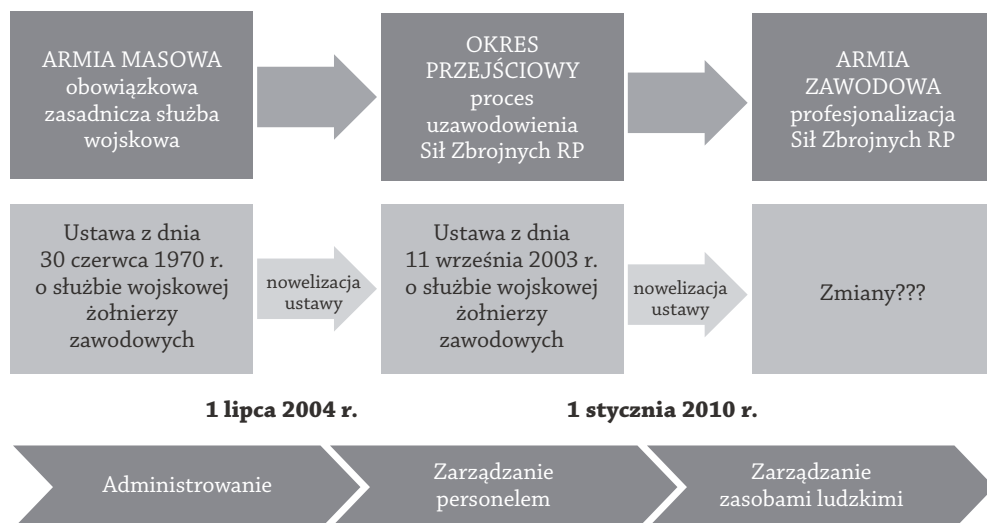 ARMIA MASOWA
obowiązkowa
zasadnicza służba
wojskowa
OKRES
PRZEJŚCIOWY
proces
uzawodowienia
Sił Zbrojnych RP
ARMIA
ZAWODOWA
profesjonalizacja
Sił Zbrojnych RP
Ustawa z dnia
30 czerwca 1970 r.
o służbie wojskowej
żołnierzy
zawodowych
nowelizacja
ustawy
Ustawa z dnia
11 września 2003 r.
o służbie wojskowej
żołnierzy
zawodowych
nowelizacja
ustawy
Zmiany???
1 lipca 2004 r.
1 stycznia 2010 r.
Administrowanie
Zarządzanie
personelem
Zarządzanie
zasobami ludzkimi